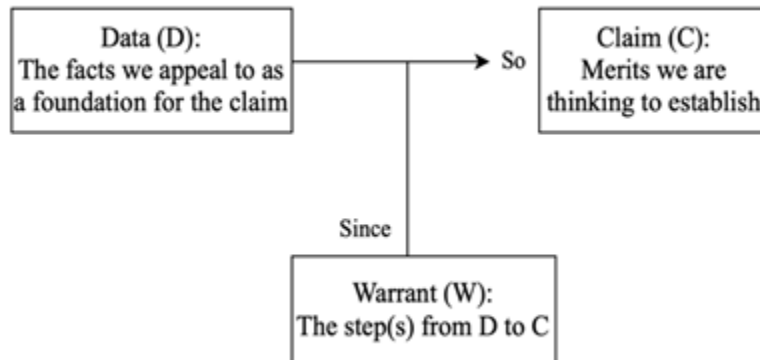 Data (D):
The facts we appeal to as
a foundation for the claim
So
Claim (C):
Merits we are
thinking to establish
Since
Warrant (W):
The step(s) from D to C